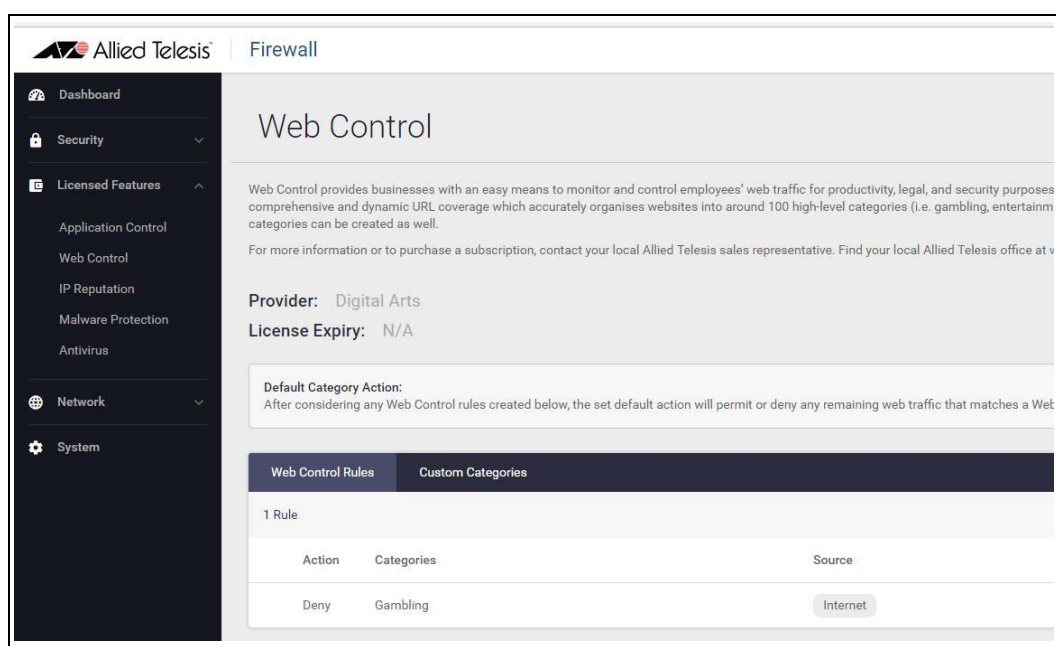 Allied Telesis
Firewall
Dashboard
Security
Licensed Features
Application Control
Web Control
IP Reputation
Malware Protection
Antivirus
Network
System
Web Control
Web Control provides businesses with an easy means to monitor and control employees' web traffic for productivity, legal, and security purposes
comprehensive and dynamic URL coverage which accurately organises websites into around 100 high-level categories (i.e. gambling, entertainm
categories can be created as well.
For more information or to purchase a subscription, contact your local Allied Telesis sales representative. Find your local Allied Telesis office at w
Provider: Digital Arts
License Expiry: N/A
Default Category Action:
After considering any Web Control rules created below, the set default action will permit or deny any remaining web traffic that matches a Web
Web Control Rules Custom Categories
1 Rule
Action Categories Source
Deny Gambling Internet